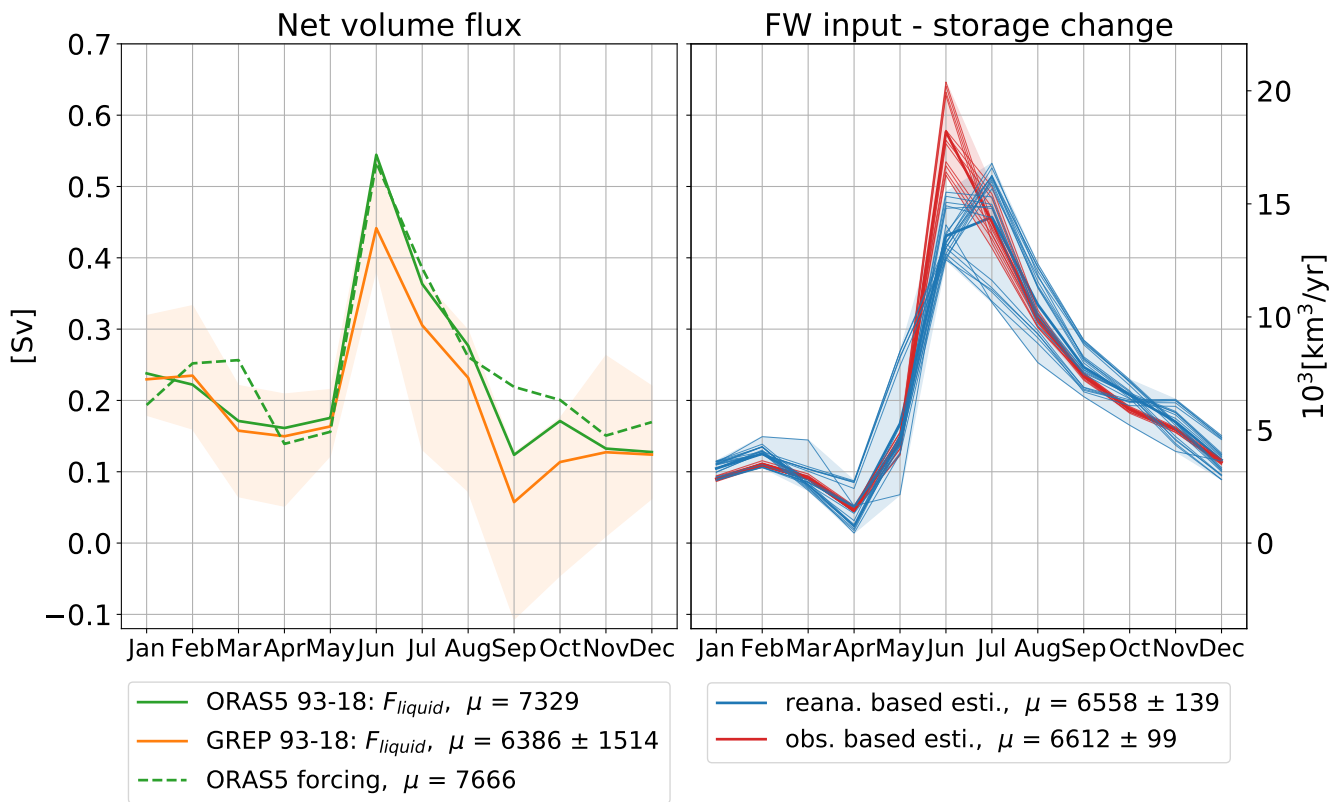 Net volume flux
FW input - storage change
0.7
0.6
0.5
0.4
0.3
0.2
0.1
0.0
−0.1
[Sv]
20
15
10
5
0
10³[km³/yr]
Jan Feb Mar Apr May Jun Jul Aug Sep Oct Nov Dec
Jan Feb Mar Apr May Jun Jul Aug Sep Oct Nov Dec
ORAS5 93-18: F_liquid, μ = 7329
GREP 93-18: F_liquid, μ = 6386 ± 1514
ORAS5 forcing, μ = 7666
reana. based esti., μ = 6558 ± 139
obs. based esti., μ = 6612 ± 99